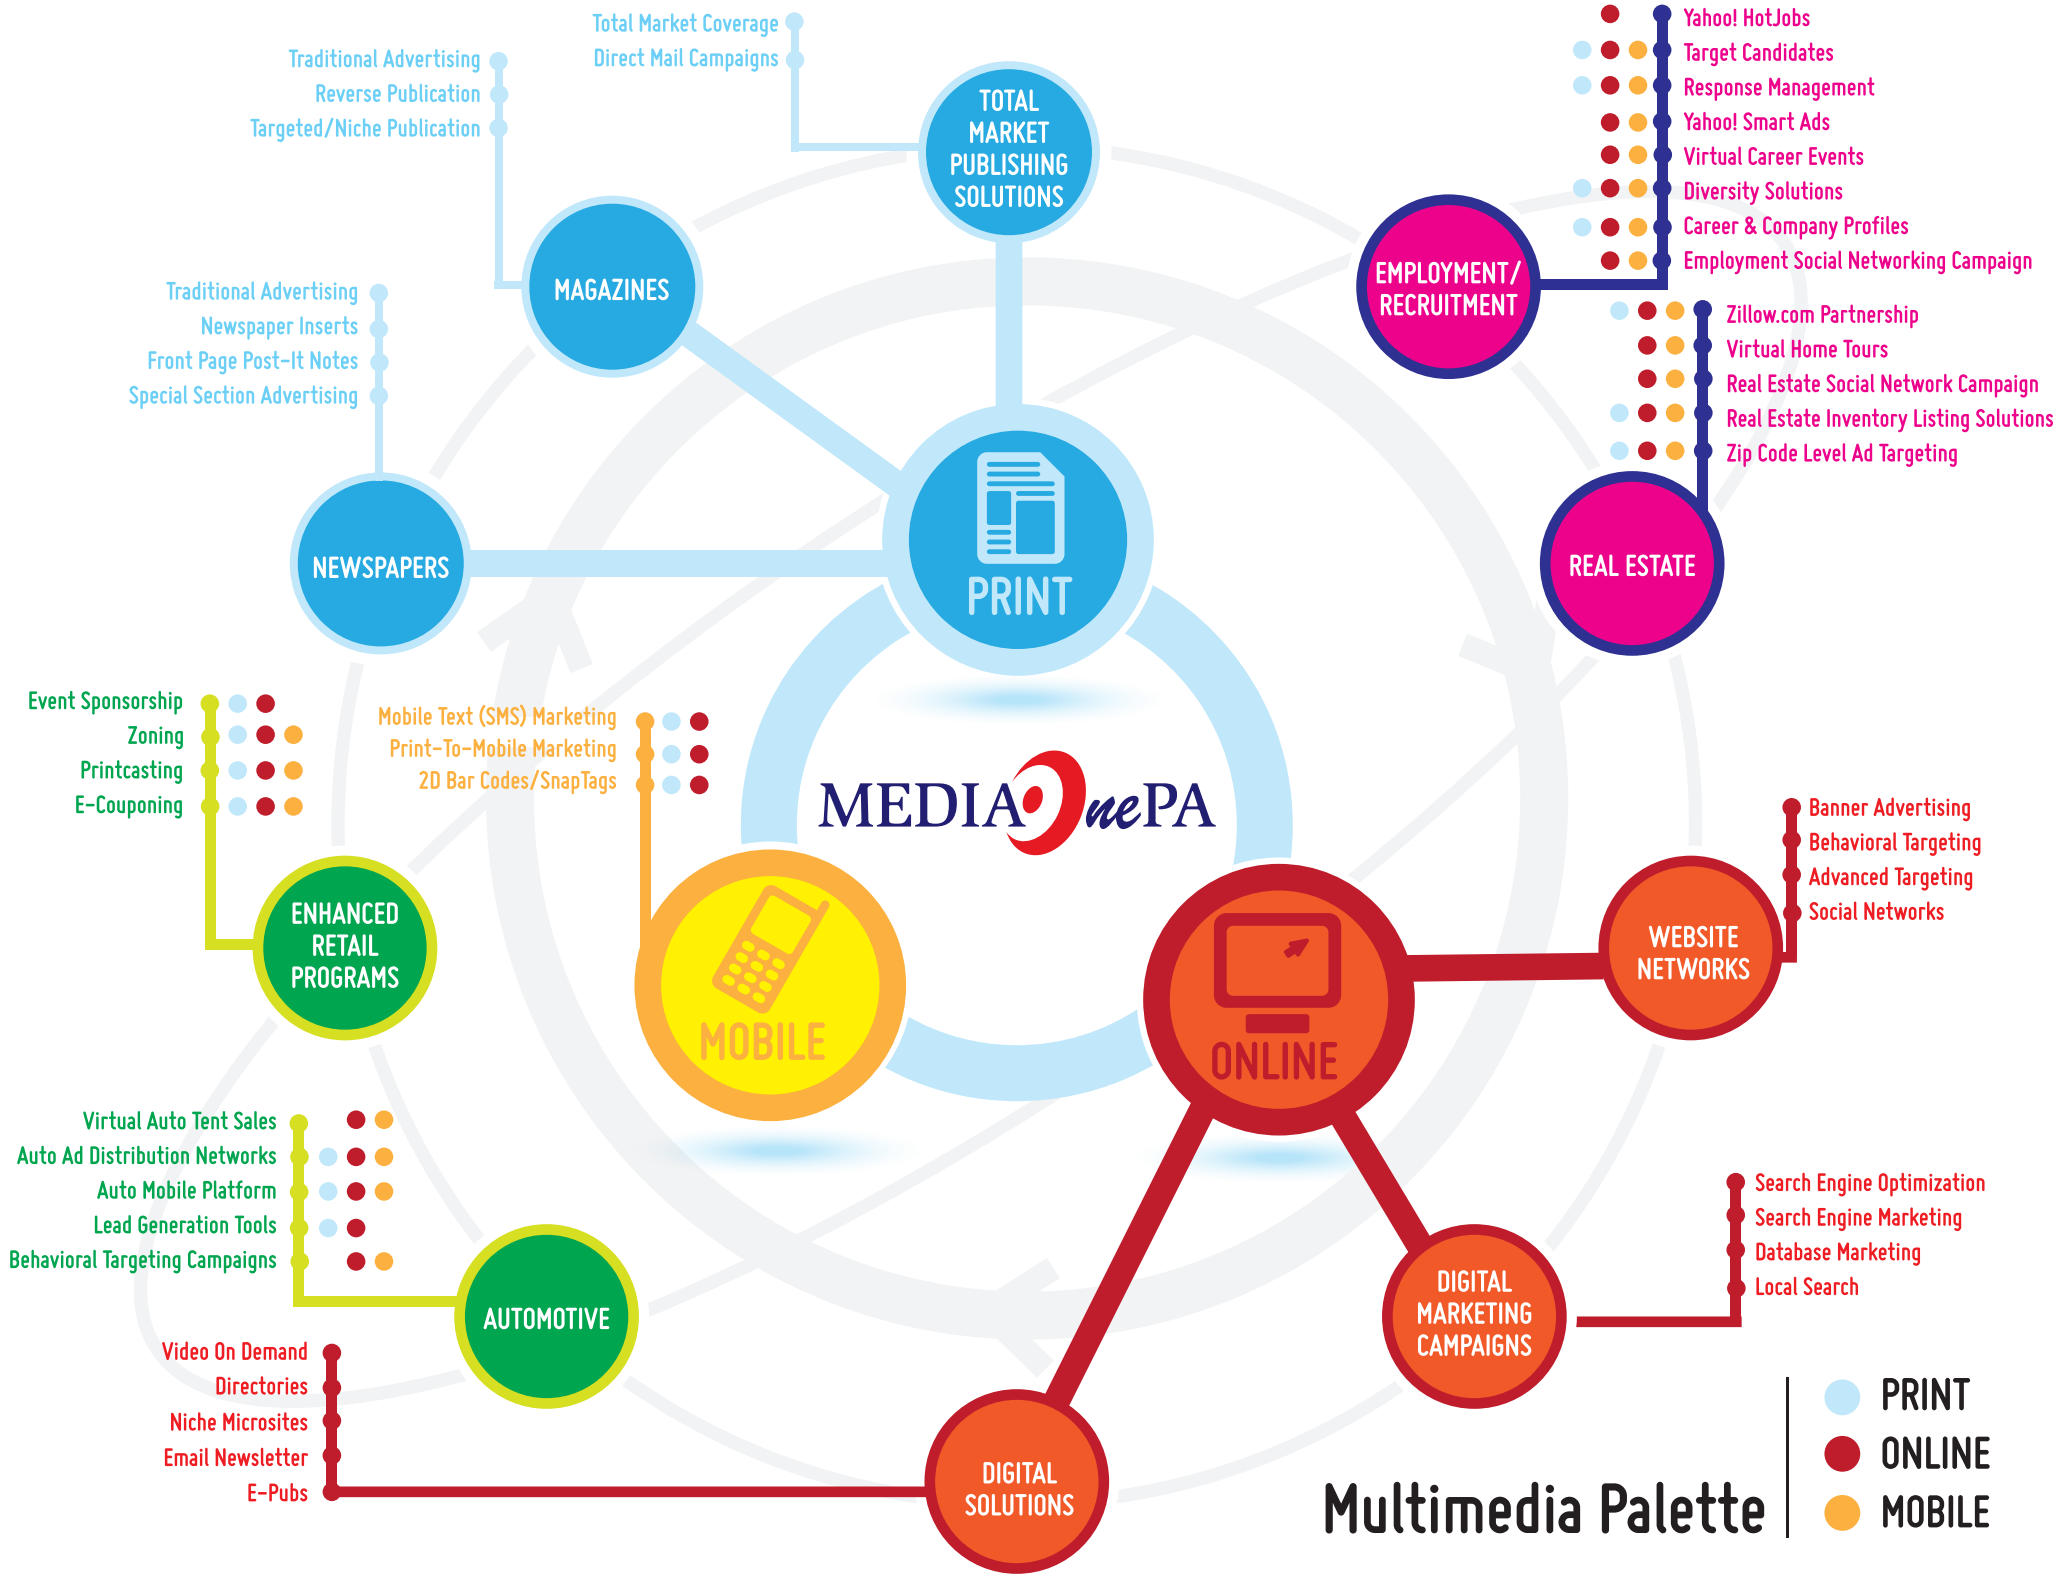 Total Market Coverage
Direct Mail Campaigns
TOTAL
MARKET
PUBLISHING
SOLUTIONS
Traditional Advertising
Reverse Publication
Targeted/Niche Publication
MAGAZINES
Traditional Advertising
Newspaper Inserts
Front Page Post-It Notes
Special Section Advertising
NEWSPAPERS
PRINT
Yahoo! HotJobs
Target Candidates
Response Management
Yahoo! Smart Ads
Virtual Career Events
Diversity Solutions
Career & Company Profiles
Employment Social Networking Campaign
EMPLOYMENT/
RECRUITMENT
Zillow.com Partnership
Virtual Home Tours
Real Estate Social Network Campaign
Real Estate Inventory Listing Solutions
Zip Code Level Ad Targeting
REAL ESTATE
Event Sponsorship
Zoning
Printcasting
E-Couponing
ENHANCED
RETAIL
PROGRAMS
Mobile Text (SMS) Marketing
Print-To-Mobile Marketing
2D Bar Codes/SnapTags
MOBILE
MEDIAOnePA
ONLINE
Banner Advertising
Behavioral Targeting
Advanced Targeting
Social Networks
WEBSITE
NETWORKS
Virtual Auto Tent Sales
Auto Ad Distribution Networks
Auto Mobile Platform
Lead Generation Tools
Behavioral Targeting Campaigns
AUTOMOTIVE
Search Engine Optimization
Search Engine Marketing
Database Marketing
Local Search
DIGITAL
MARKETING
CAMPAIGNS
Video On Demand
Directories
Niche Microsites
Email Newsletter
E-Pubs
DIGITAL
SOLUTIONS
Multimedia Palette
PRINT
ONLINE
MOBILE